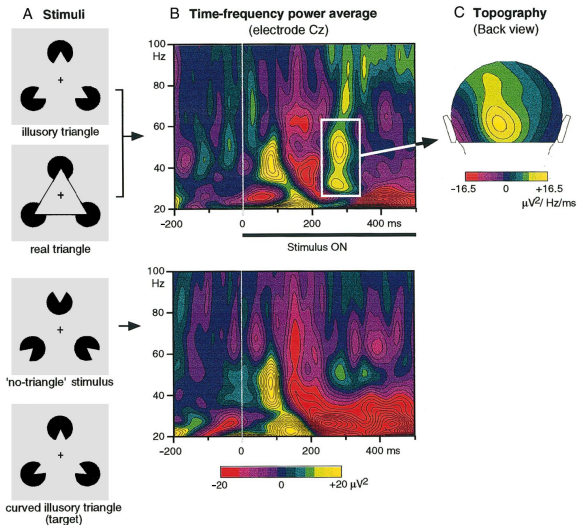 A Stimuli
B Time-frequency power average
(electrode Cz)
C Topography
(Back view)
illusory triangle
real triangle
'no-triangle' stimulus
curved illusory triangle
(target)
100
Hz
80
60
40
20
-200
0
200
400 ms
Stimulus ON
-16.5
0
+16.5
µV²/ Hz/ms
100
Hz
80
60
40
20
-200
0
200
400 ms
-20
0
+20 µV²